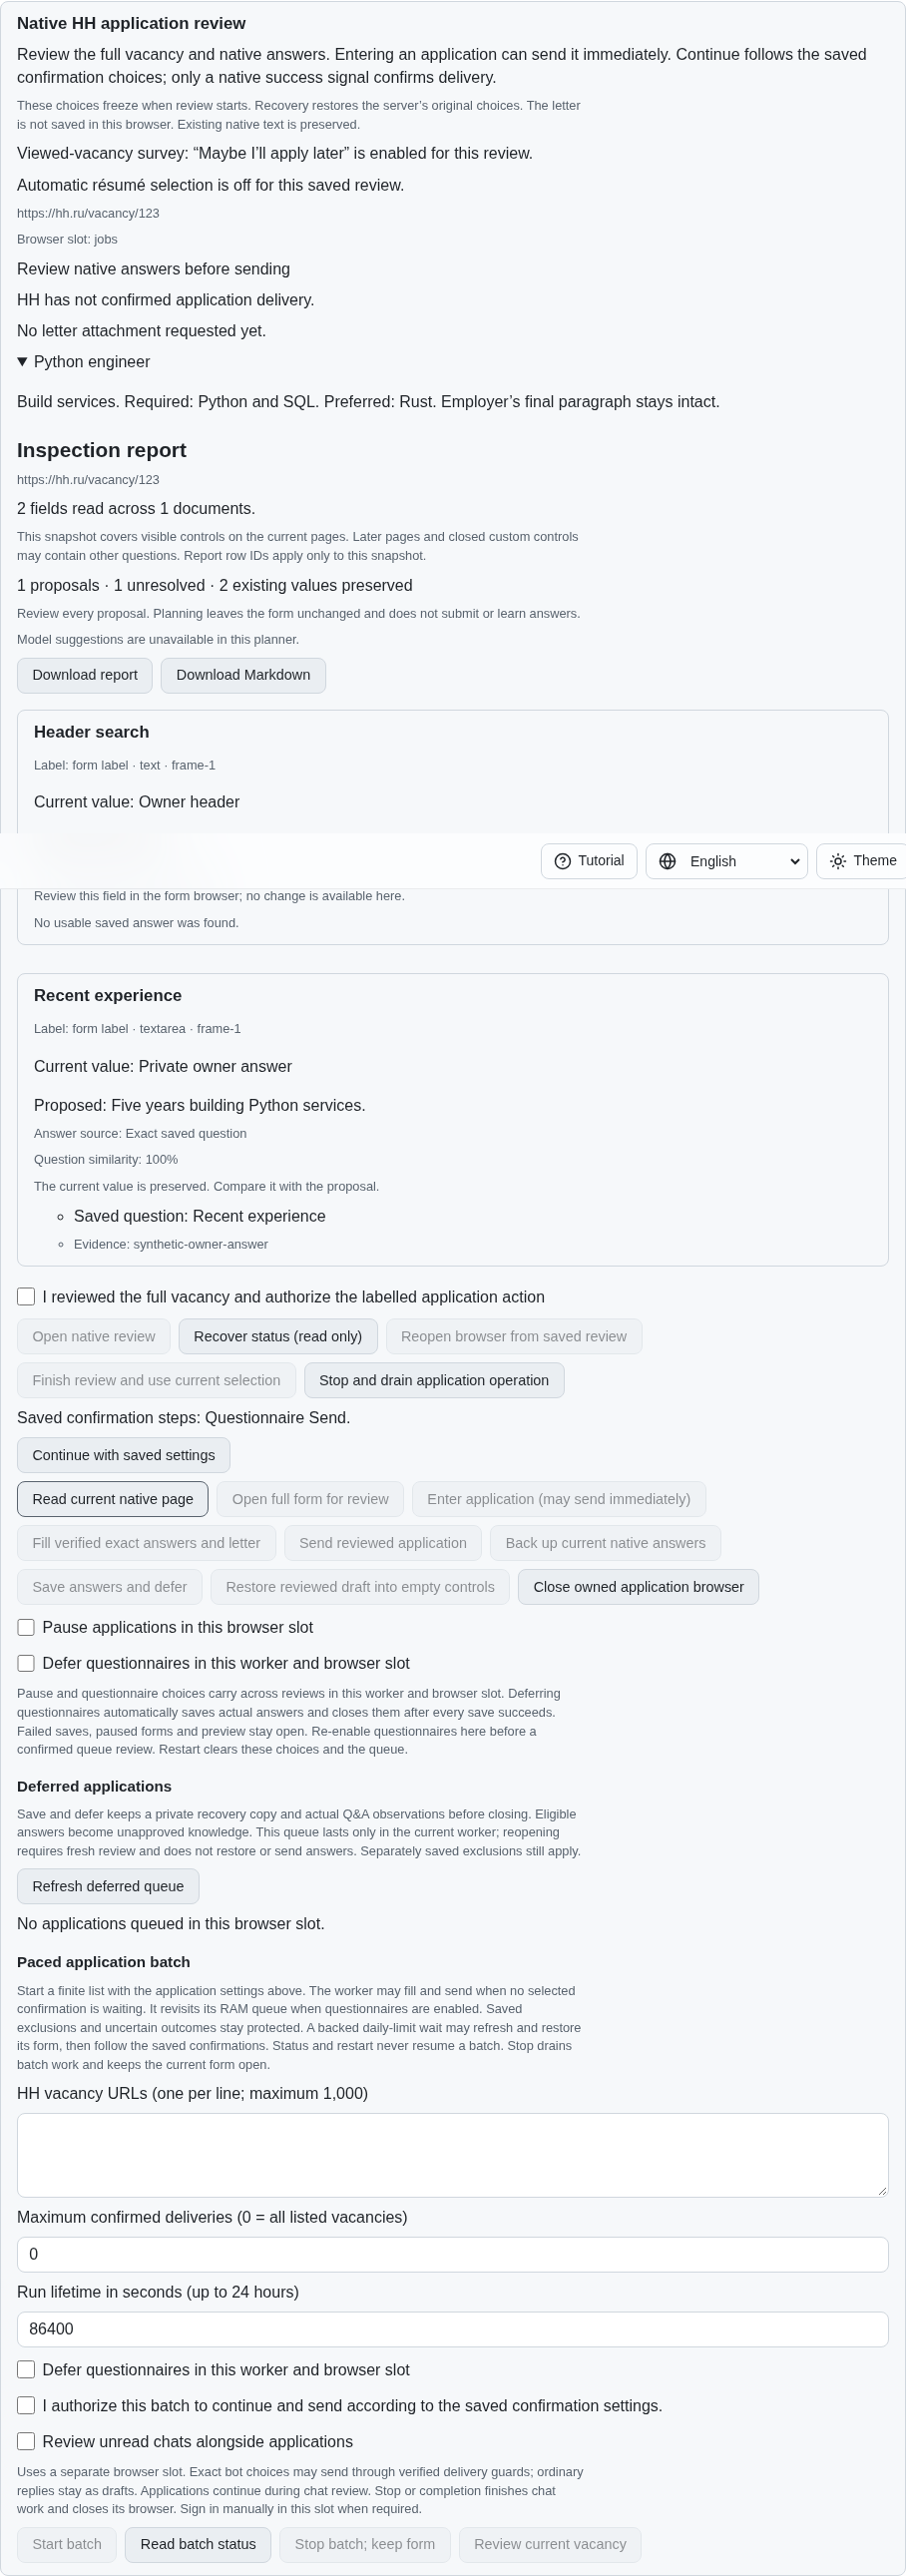 Native HH application review
Review the full vacancy and native answers. Entering an application can send it immediately. Continue follows the saved
confirmation choices; only a native success signal confirms delivery.
These choices freeze when review starts. Recovery restores the server’s original choices. The letter
is not saved in this browser. Existing native text is preserved.
Viewed-vacancy survey: “Maybe I’ll apply later” is enabled for this review.
Automatic résumé selection is off for this saved review.
https://hh.ru/vacancy/123
Browser slot: jobs
Review native answers before sending
HH has not confirmed application delivery.
No letter attachment requested yet.
Python engineer
Build services. Required: Python and SQL. Preferred: Rust. Employer’s final paragraph stays intact.
Inspection report
https://hh.ru/vacancy/123
2 fields read across 1 documents.
This snapshot covers visible controls on the current pages. Later pages and closed custom controls
may contain other questions. Report row IDs apply only to this snapshot.
1 proposals · 1 unresolved · 2 existing values preserved
Review every proposal. Planning leaves the form unchanged and does not submit or learn answers.
Model suggestions are unavailable in this planner.
Download report Download Markdown
Header search
Label: form label · text · frame-1
Current value: Owner header
Tutorial English Theme
Review this field in the form browser; no change is available here.
No usable saved answer was found.
Recent experience
Label: form label · textarea · frame-1
Current value: Private owner answer
Proposed: Five years building Python services.
Answer source: Exact saved question
Question similarity: 100%
The current value is preserved. Compare it with the proposal.
Saved question: Recent experience
Evidence: synthetic-owner-answer
I reviewed the full vacancy and authorize the labelled application action
Open native review Recover status (read only) Reopen browser from saved review
Finish review and use current selection Stop and drain application operation
Saved confirmation steps: Questionnaire Send.
Continue with saved settings
Read current native page Open full form for review Enter application (may send immediately)
Fill verified exact answers and letter Send reviewed application Back up current native answers
Save answers and defer Restore reviewed draft into empty controls Close owned application browser
Pause applications in this browser slot
Defer questionnaires in this worker and browser slot
Pause and questionnaire choices carry across reviews in this worker and browser slot. Deferring
questionnaires automatically saves actual answers and closes them after every save succeeds.
Failed saves, paused forms and preview stay open. Re-enable questionnaires here before a
confirmed queue review. Restart clears these choices and the queue.
Deferred applications
Save and defer keeps a private recovery copy and actual Q&A observations before closing. Eligible
answers become unapproved knowledge. This queue lasts only in the current worker; reopening
requires fresh review and does not restore or send answers. Separately saved exclusions still apply.
Refresh deferred queue
No applications queued in this browser slot.
Paced application batch
Start a finite list with the application settings above. The worker may fill and send when no selected
confirmation is waiting. It revisits its RAM queue when questionnaires are enabled. Saved
exclusions and uncertain outcomes stay protected. A backed daily-limit wait may refresh and restore
its form, then follow the saved confirmations. Status and restart never resume a batch. Stop drains
batch work and keeps the current form open.
HH vacancy URLs (one per line; maximum 1,000)
Maximum confirmed deliveries (0 = all listed vacancies)
0
Run lifetime in seconds (up to 24 hours)
86400
Defer questionnaires in this worker and browser slot
I authorize this batch to continue and send according to the saved confirmation settings.
Review unread chats alongside applications
Uses a separate browser slot. Exact bot choices may send through verified delivery guards; ordinary
replies stay as drafts. Applications continue during chat review. Stop or completion finishes chat
work and closes its browser. Sign in manually in this slot when required.
Start batch Read batch status Stop batch; keep form Review current vacancy